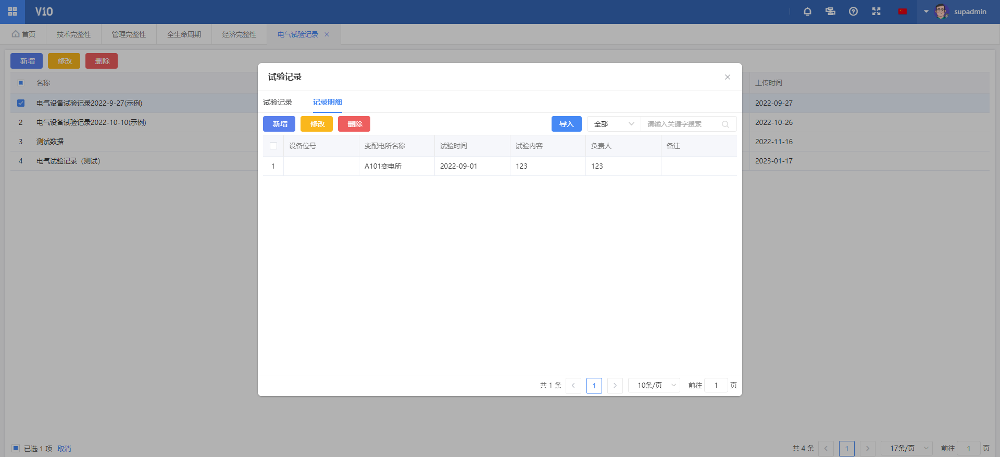 V10
supadmin
首页 技术完整性 管理完整性 全生命周期 经济完整性 电气试验记录
新增 修改 删除
名称 上传时间
电气设备试验记录2022-9-27(示例) 2022-09-27
2 电气设备试验记录2022-10-10(示例) 2022-10-26
3 测试数据 2022-11-16
4 电气试验记录（测试） 2023-01-17
试验记录
试验记录 记录明细
新增 修改 删除 导入 全部 请输入关键字搜索
设备位号 变配电所名称 试验时间 试验内容 负责人 备注
1 A101变电所 2022-09-01 123 123
共 1 条 1 10条/页 前往 1 页
已选 1 项 取消
共 4 条 1 17条/页 前往 1 页